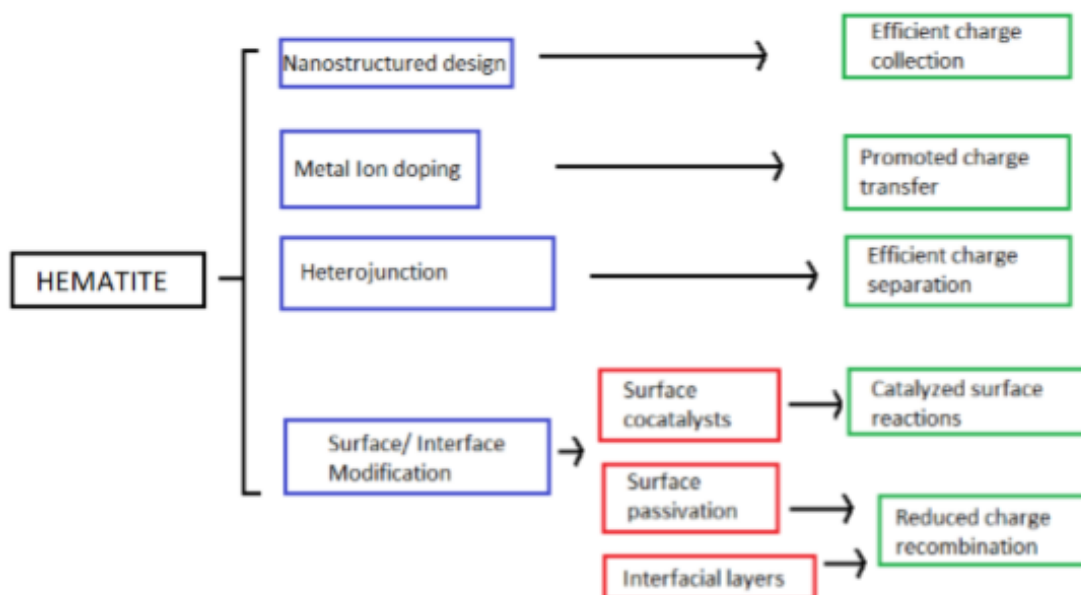 HEMATITE
Nanostructured design
Efficient charge
collection
Metal Ion doping
Promoted charge
transfer
Heterojunction
Efficient charge
separation
Surface/ Interface
Modification
Surface
cocatalysts
Catalyzed surface
reactions
Surface
passivation
Interfacial layers
Reduced charge
recombination